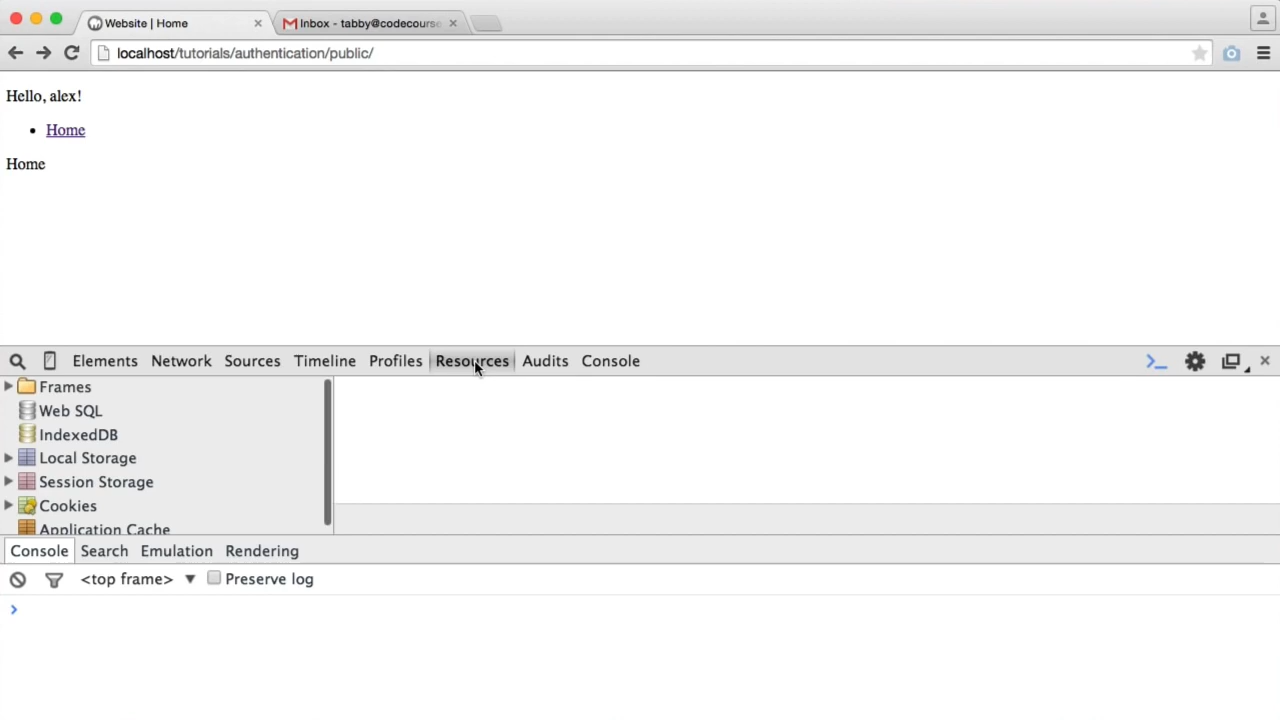 Website | Home
Inbox - tabby@codecourse
localhost/tutorials/authentication/public/
Hello, alex!
Home
Home
Elements Network Sources Timeline Profiles Resources Audits Console
Frames
Web SQL
IndexedDB
Local Storage
Session Storage
Cookies
Application Cache
Console Search Emulation Rendering
<top frame> ▼ Preserve log